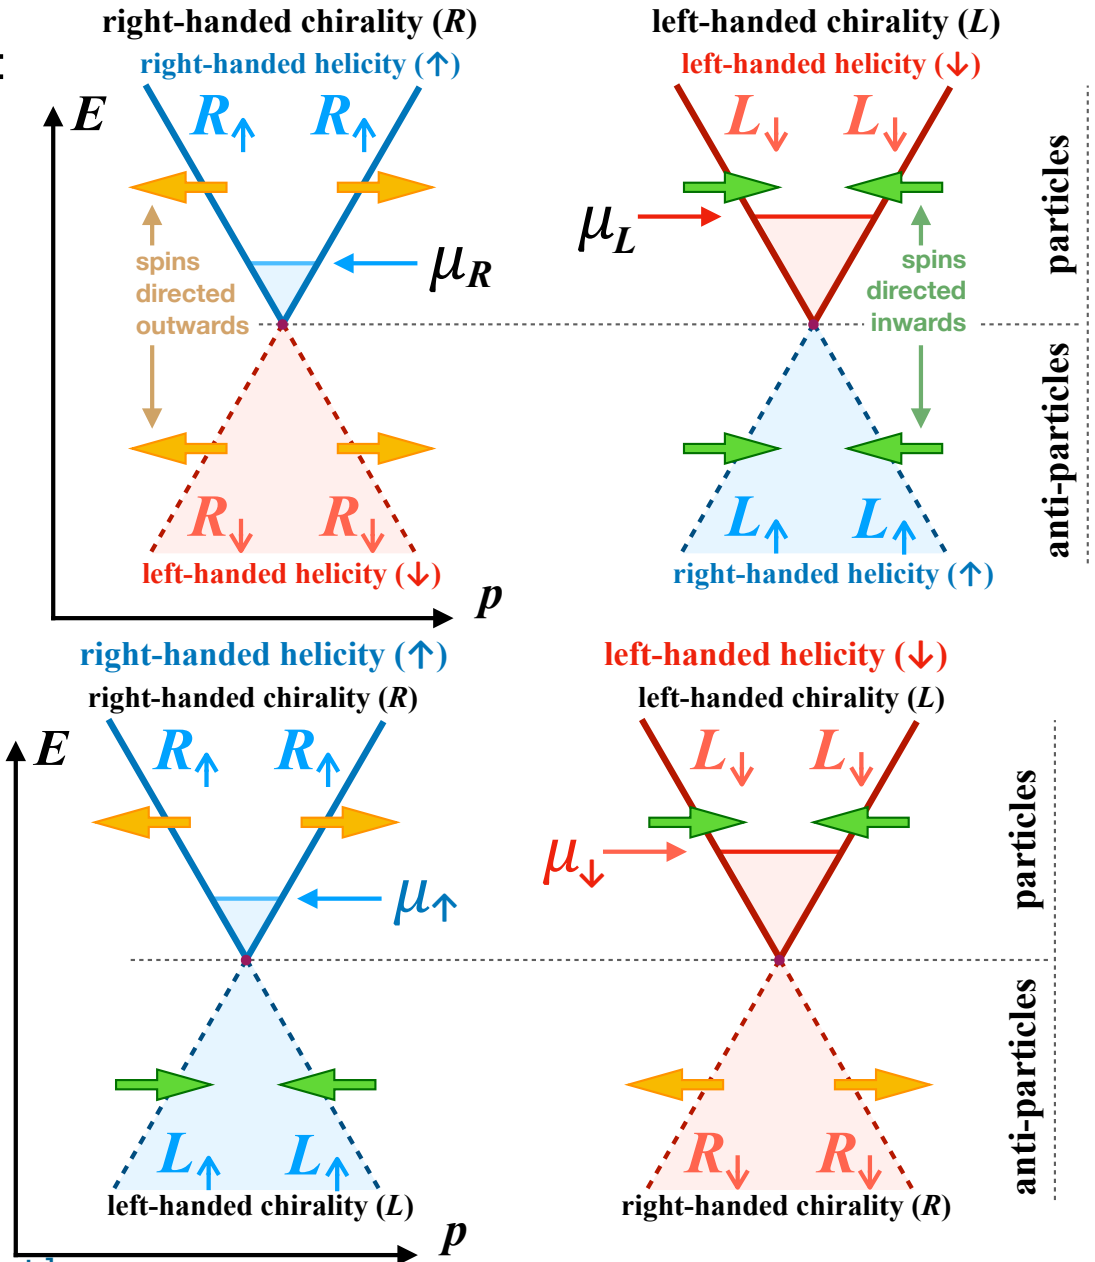 right-handed chirality (R)
left-handed chirality (L)
:
right-handed helicity (↑)
left-handed helicity (↓)
E
R↑ R↑
L↓ L↓
particles
μL
μR
spins
directed
outwards
spins
directed
inwards
anti-particles
R↓ R↓
L↑ L↑
left-handed helicity (↓)
right-handed helicity (↑)
p
right-handed helicity (↑)
left-handed helicity (↓)
right-handed chirality (R)
left-handed chirality (L)
E
R↑ R↑
L↓ L↓
particles
μ↓
μ↑
anti-particles
L↑ L↑
R↓ R↓
left-handed chirality (L)
right-handed chirality (R)
p